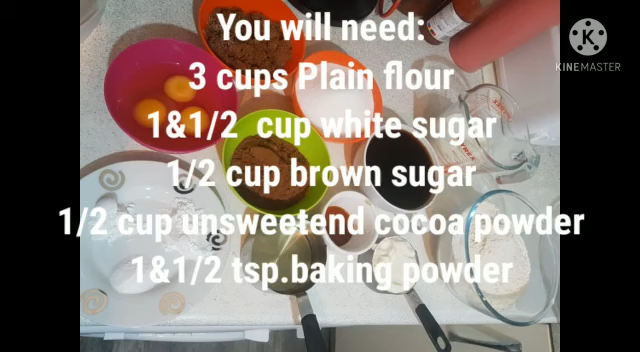 You will need:
3 cups Plain flour
1&1/2 cup white sugar
1/2 cup brown sugar
1/2 cup unsweetend cocoa powder
1&1/2 tsp.baking powder
KINEMASTER